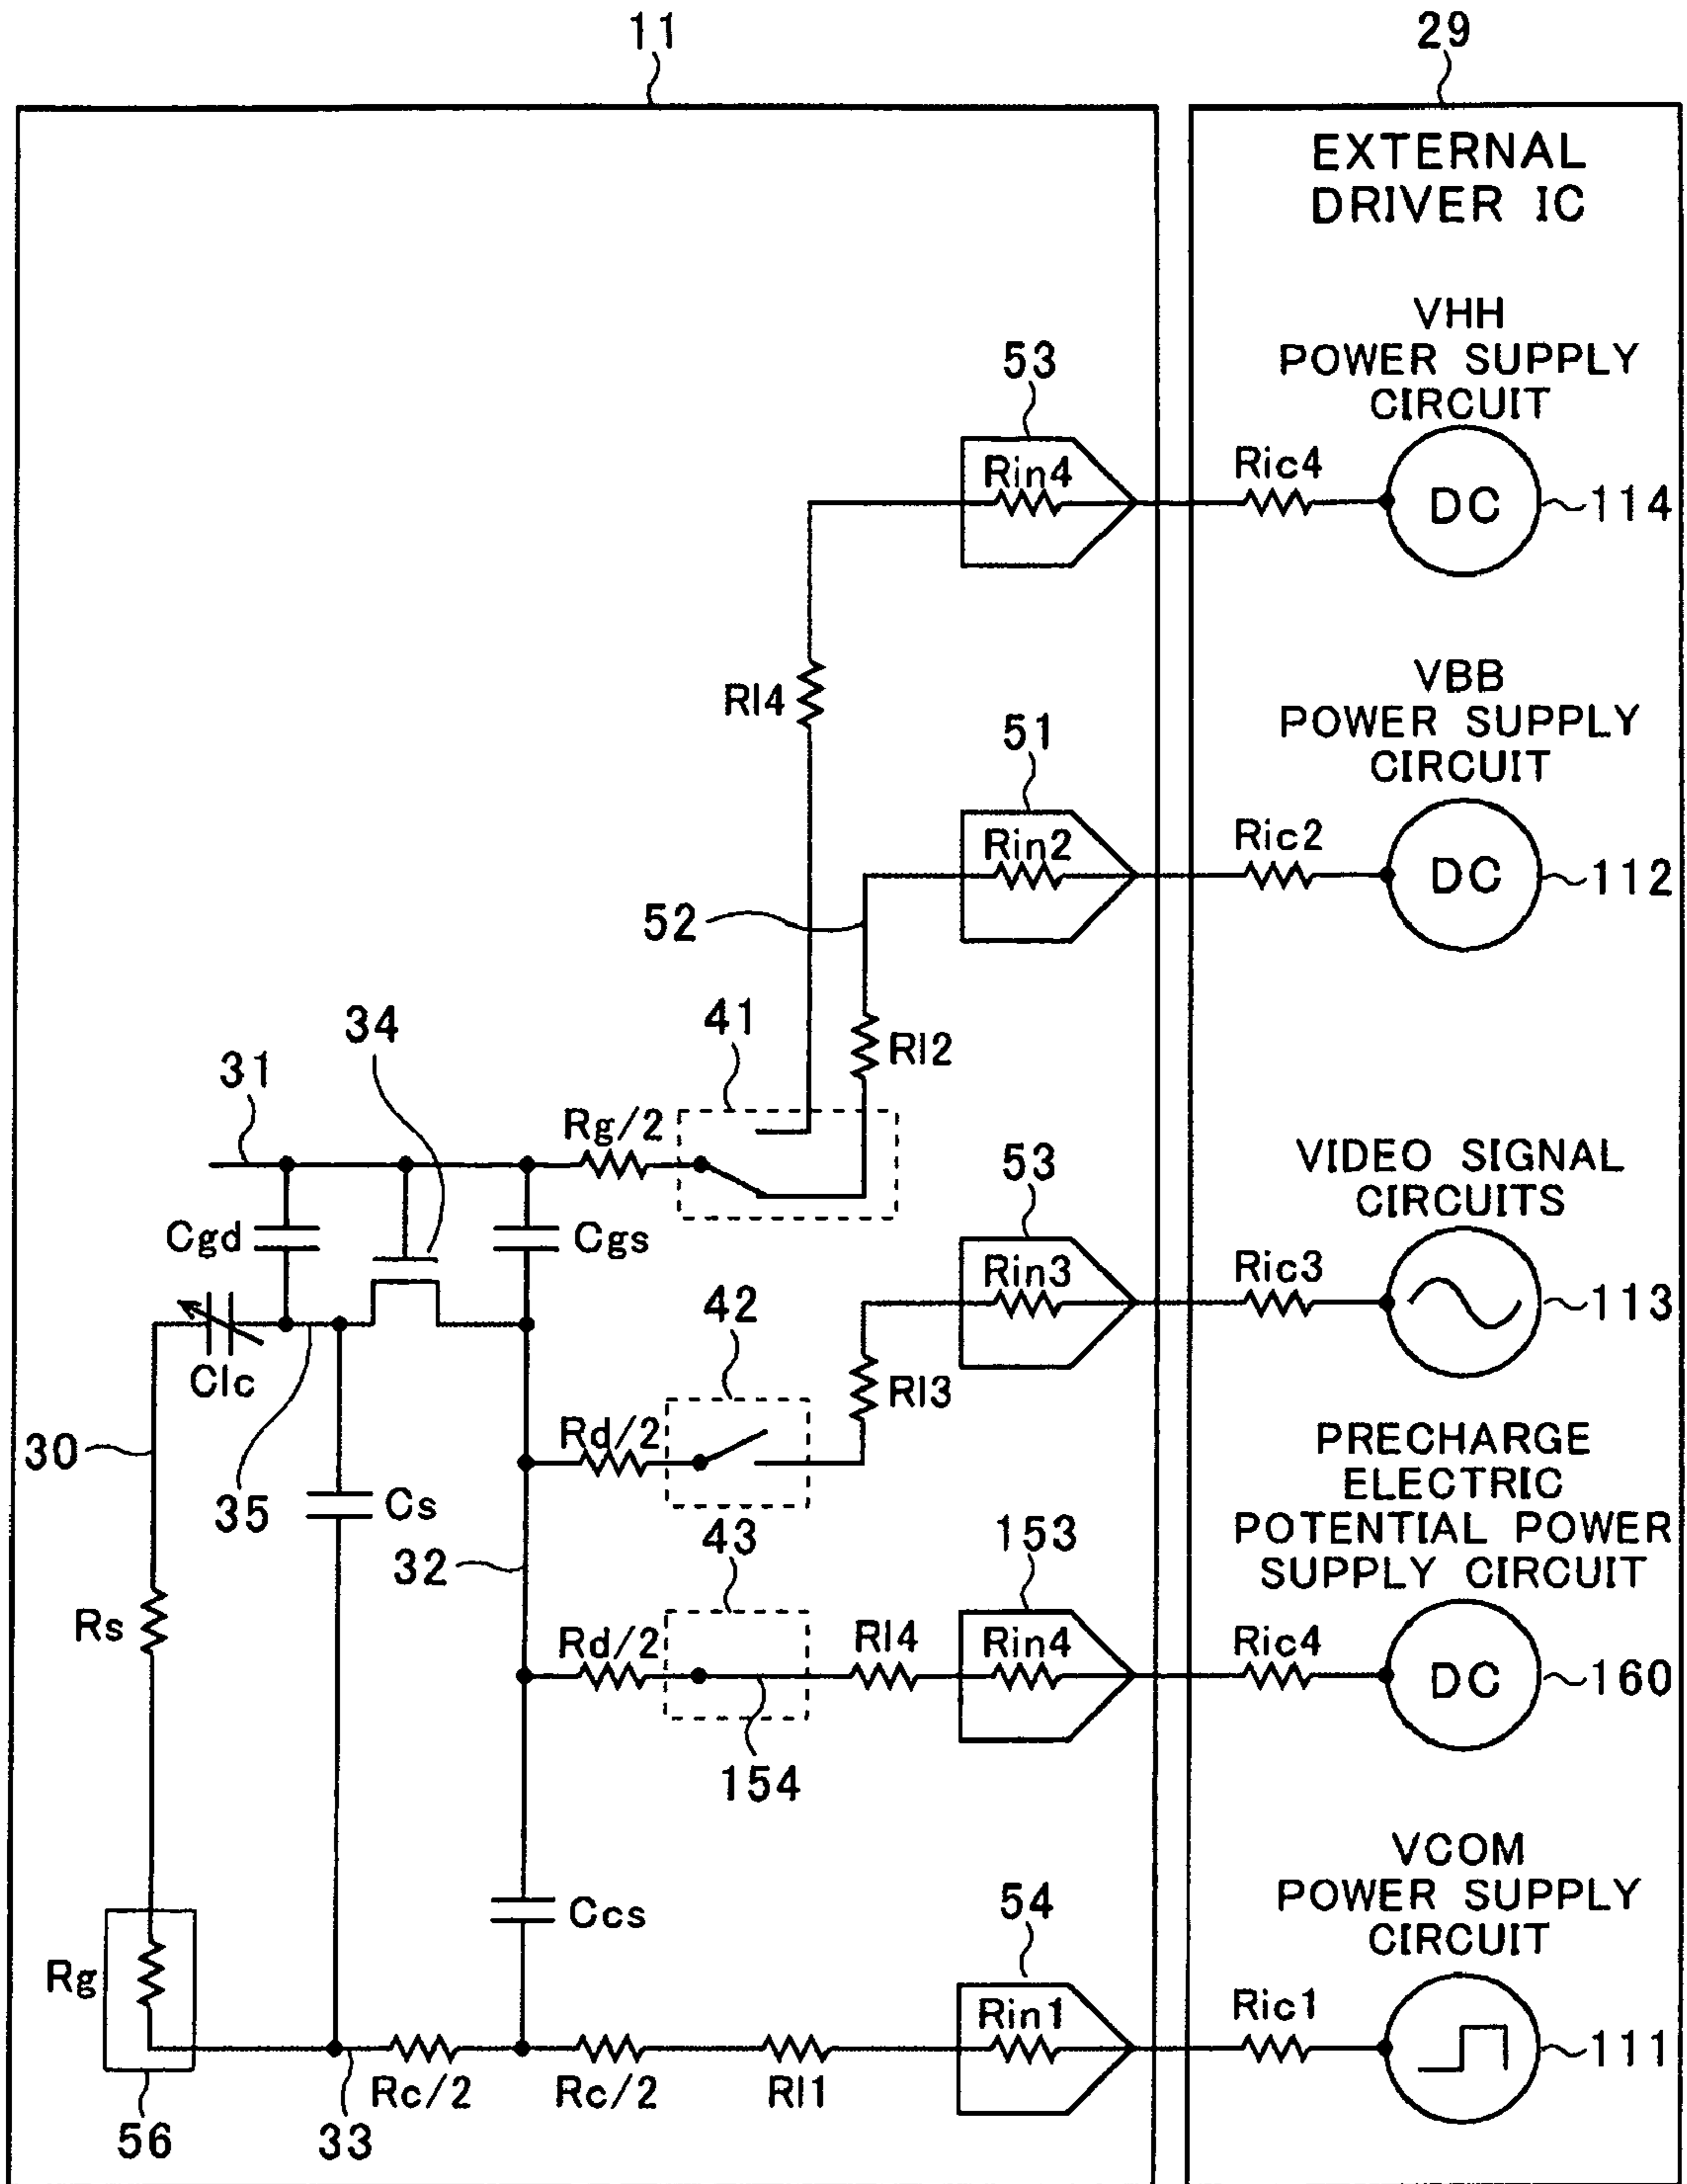 11
29
EXTERNAL
DRIVER IC
VHH
POWER SUPPLY
CIRCUIT
53
Rin4
Ric4
DC
114
Rl4
VBB
POWER SUPPLY
CIRCUIT
51
Rin2
Ric2
DC
112
52
41
34
Rl2
31
Rg/2
VIDEO SIGNAL
CIRCUITS
53
Cgd
Cgs
Rin3
Ric3
113
42
Clc
Rl3
30
35
Cs
Rd/2
PRECHARGE
ELECTRIC
POTENTIAL POWER
SUPPLY CIRCUIT
43
153
32
Rs
Rd/2
Rl4
Rin4
Ric4
DC
160
154
VCOM
POWER SUPPLY
CIRCUIT
Ccs
54
Rg
Rin1
Ric1
111
Rc/2
Rc/2
Rl1
56
33